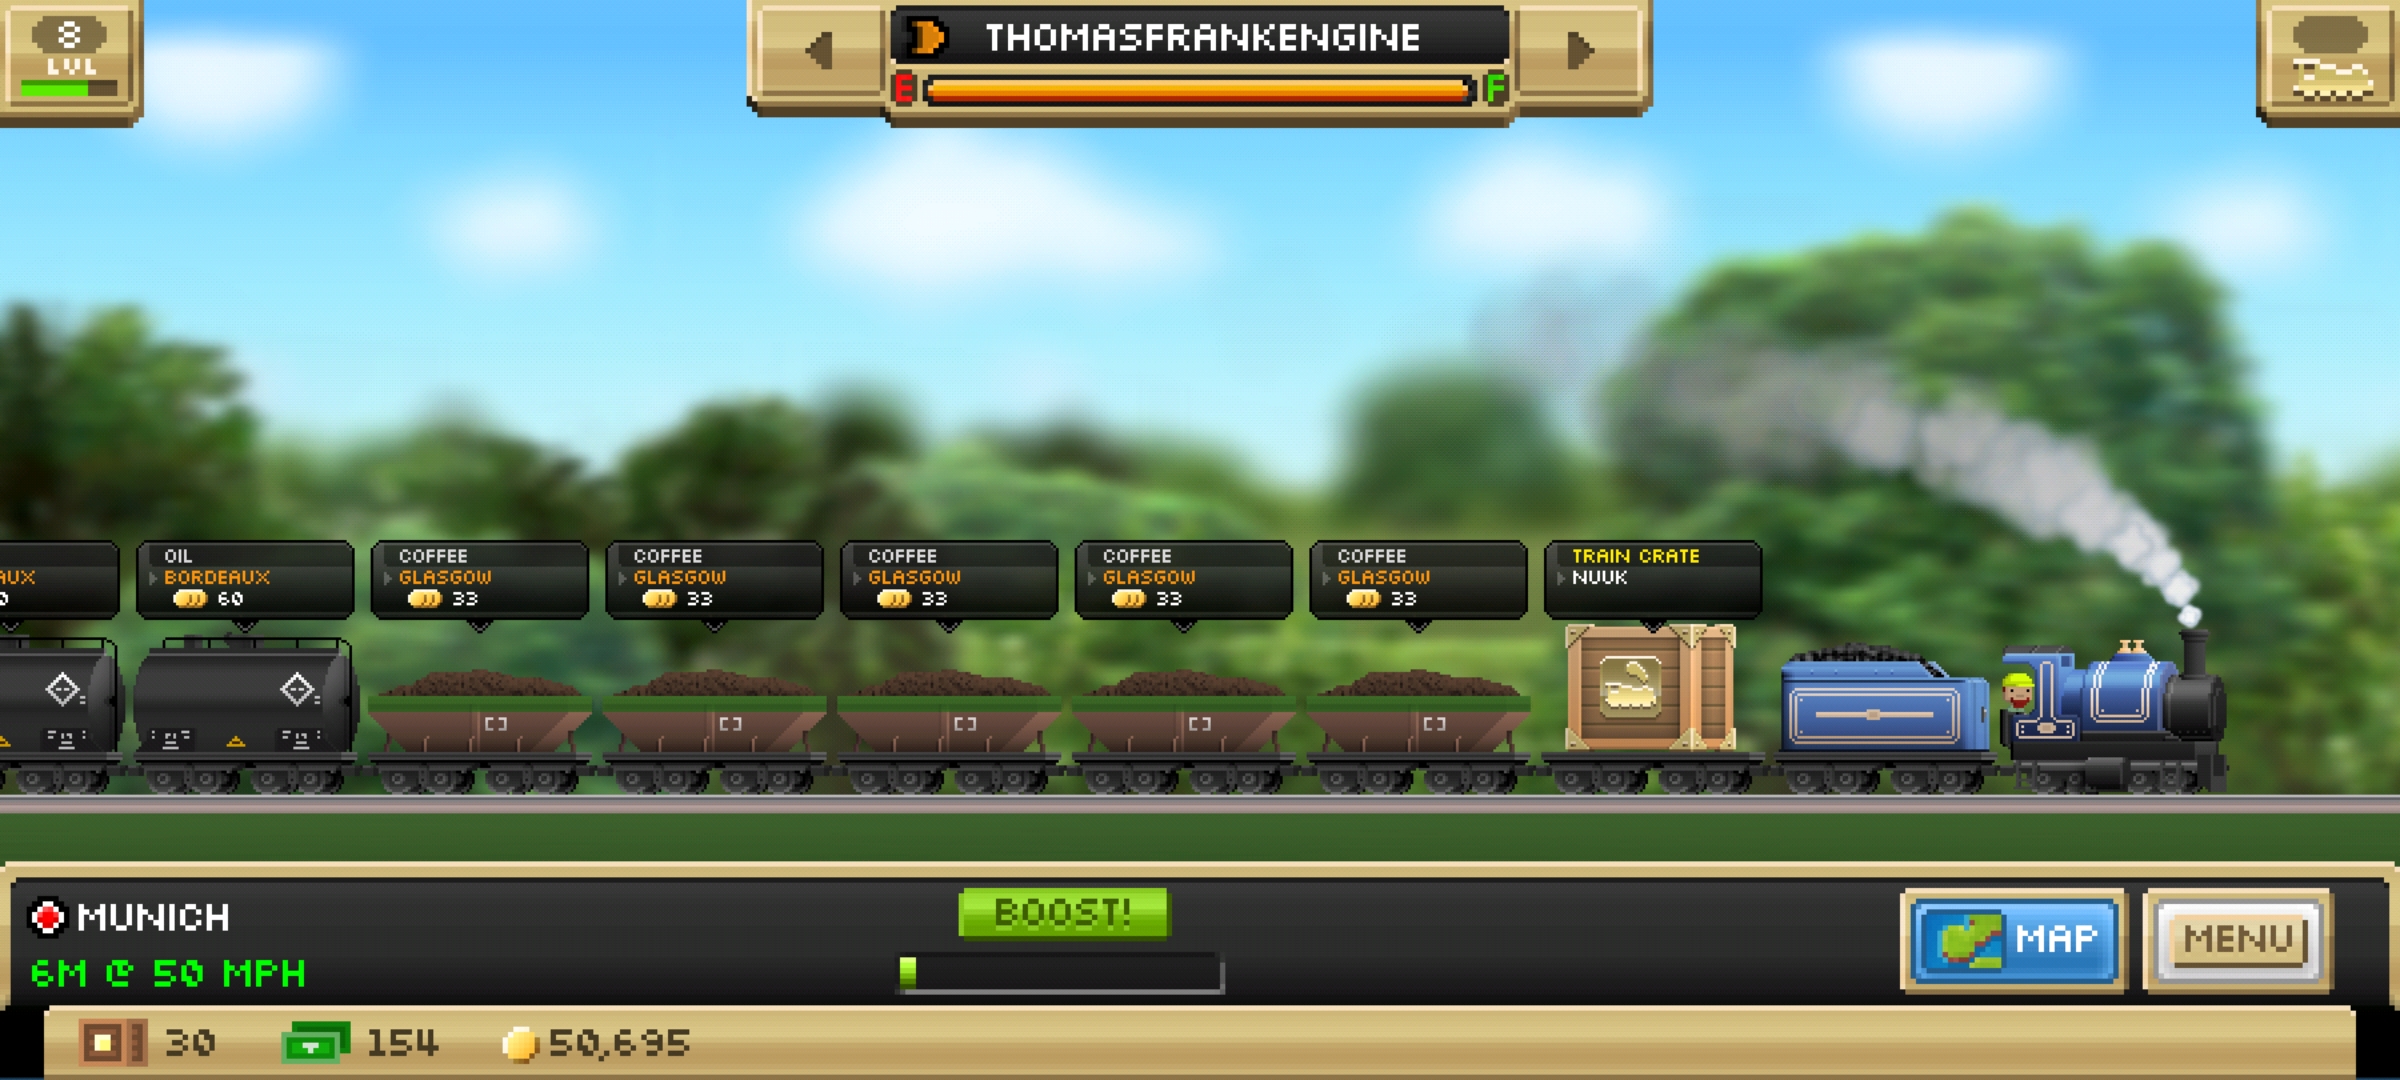 8
LVL
THOMASFRANKENGINE
E F
OIL
BORDEAUX
60
COFFEE
GLASGOW
33
COFFEE
GLASGOW
33
COFFEE
GLASGOW
33
COFFEE
GLASGOW
33
COFFEE
GLASGOW
33
TRAIN CRATE
NUUK
MUNICH
6M @ 50 MPH
BOOST!
MAP
MENU
30
154
50,695